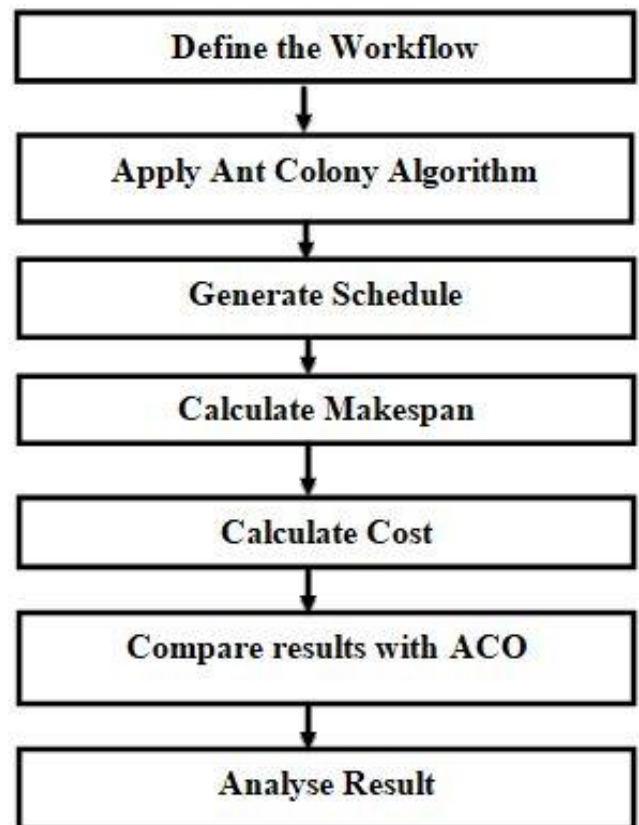 Define the Workflow
Apply Ant Colony Algorithm
Generate Schedule
Calculate Makespan
Calculate Cost
Compare results with ACO
Analyse Result